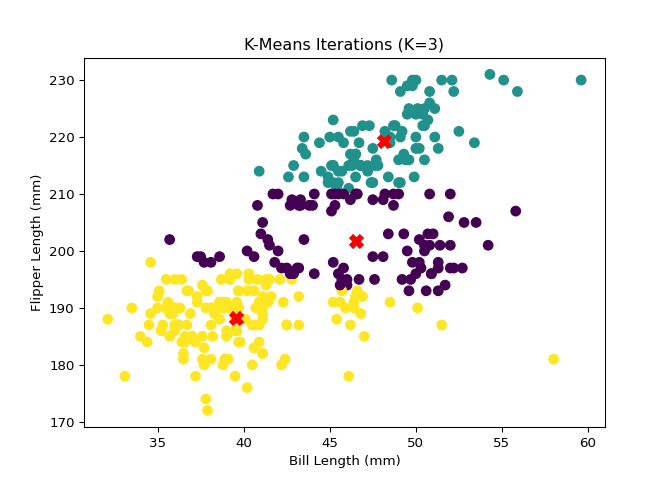 K-Means Iterations (K=3)
Flipper Length (mm)
230
220
210
200
190
180
170
35 40 45 50 55 60
Bill Length (mm)